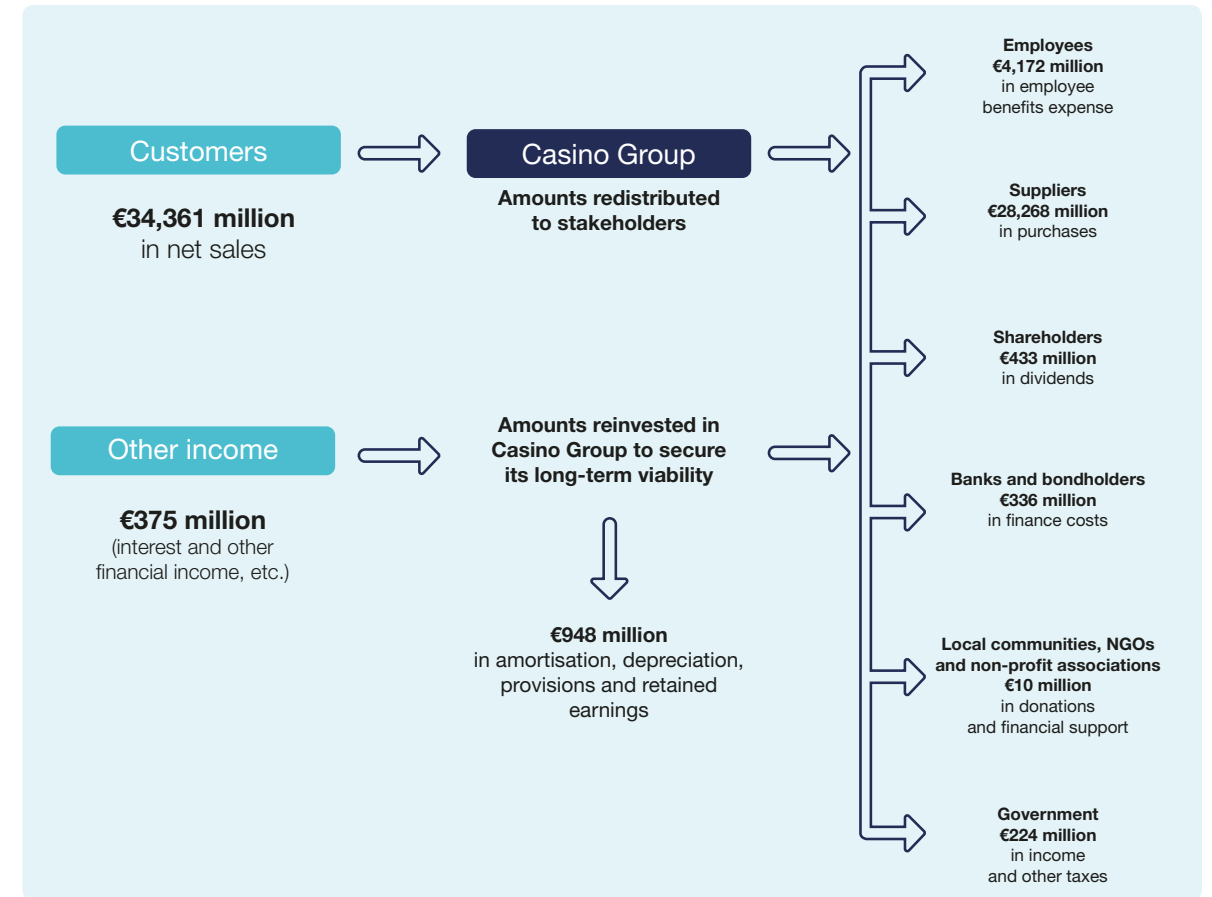 Customers
€34,361 million
in net sales
Casino Group
Amounts redistributed
to stakeholders
Other income
€375 million
(interest and other
financial income, etc.)
Amounts reinvested in
Casino Group to secure
its long-term viability
€948 million
in amortisation, depreciation,
provisions and retained
earnings
Employees
€4,172 million
in employee
benefits expense
Suppliers
€28,268 million
in purchases
Shareholders
€433 million
in dividends
Banks and bondholders
€336 million
in finance costs
Local communities, NGOs
and non-profit associations
€10 million
in donations
and financial support
Government
€224 million
in income
and other taxes